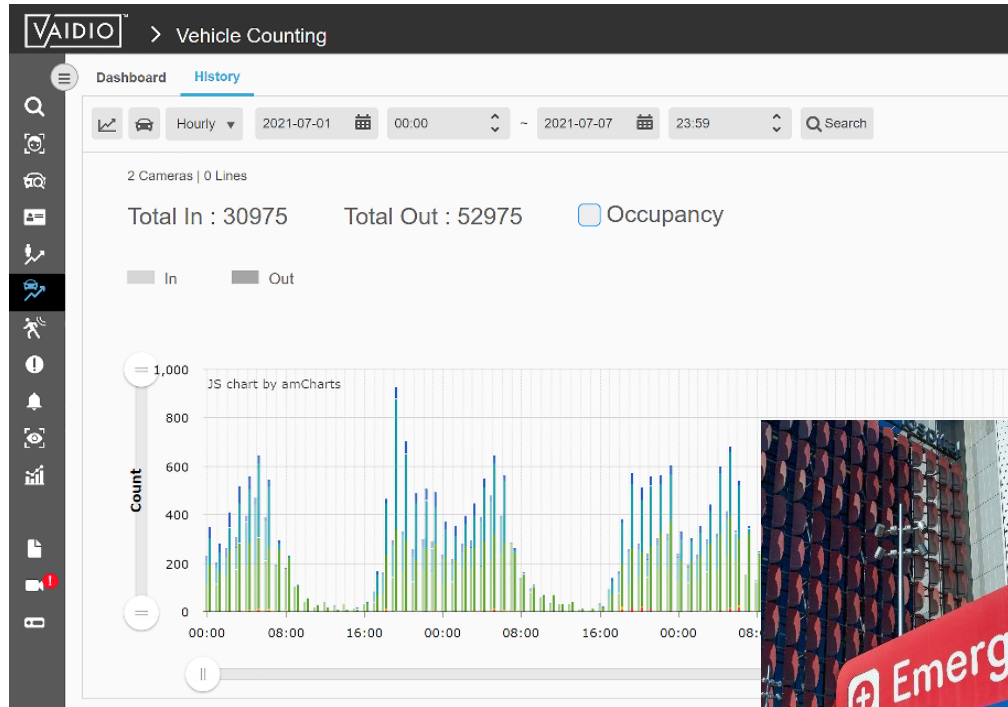 VAIDIO™ > Vehicle Counting
Dashboard History
Hourly 2021-07-01 00:00 ~ 2021-07-07 23:59 Search
2 Cameras | 0 Lines
Total In : 30975 Total Out : 52975 Occupancy
In Out
1,000
JS chart by amCharts
800
600
400
200
0
Count
00:00 08:00 16:00 00:00 08:00 16:00 00:00 08:
Emerg